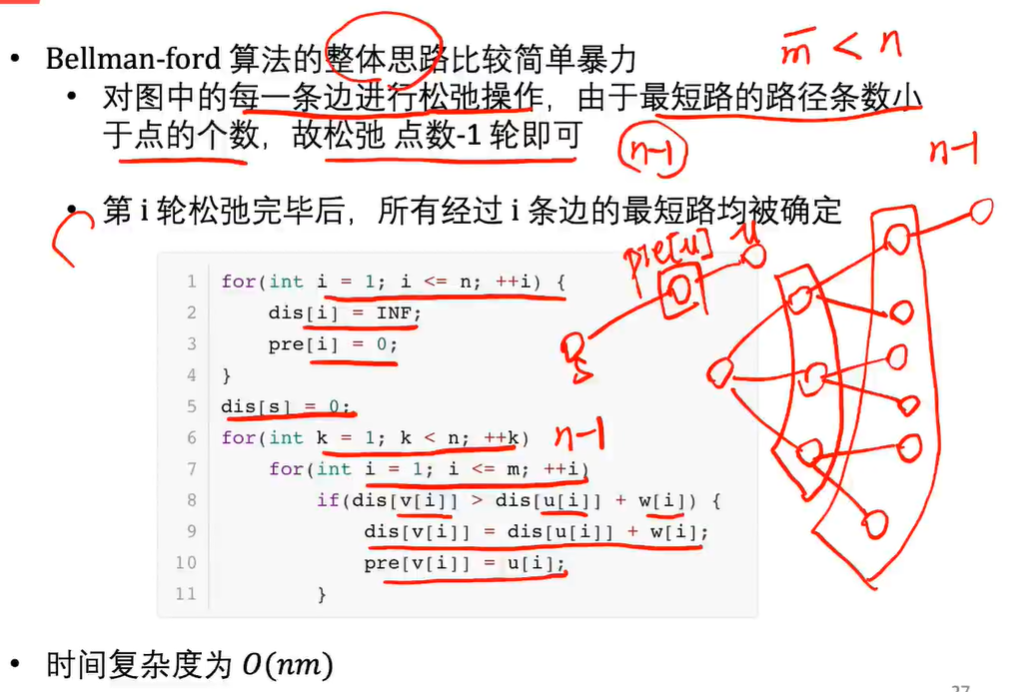 • Bellman-ford 算法的整体思路比较简单暴力
m < n
• 对图中的每一条边进行松弛操作，由于最短路的路径条数小
于点的个数，故松弛 点数-1 轮即可
n-1
n-1
• 第 i 轮松弛完毕后，所有经过 i 条边的最短路均被确定
pre[u] u
s
1 for(int i = 1; i <= n; ++i) {
2 dis[i] = INF;
3 pre[i] = 0;
4 }
5 dis[s] = 0;
6 for(int k = 1; k < n; ++k) n-1
7 for(int i = 1; i <= m; ++i)
8 if(dis[v[i]] > dis[u[i]] + w[i]) {
9 dis[v[i]] = dis[u[i]] + w[i];
10 pre[v[i]] = u[i];
11 }
• 时间复杂度为 O(nm)